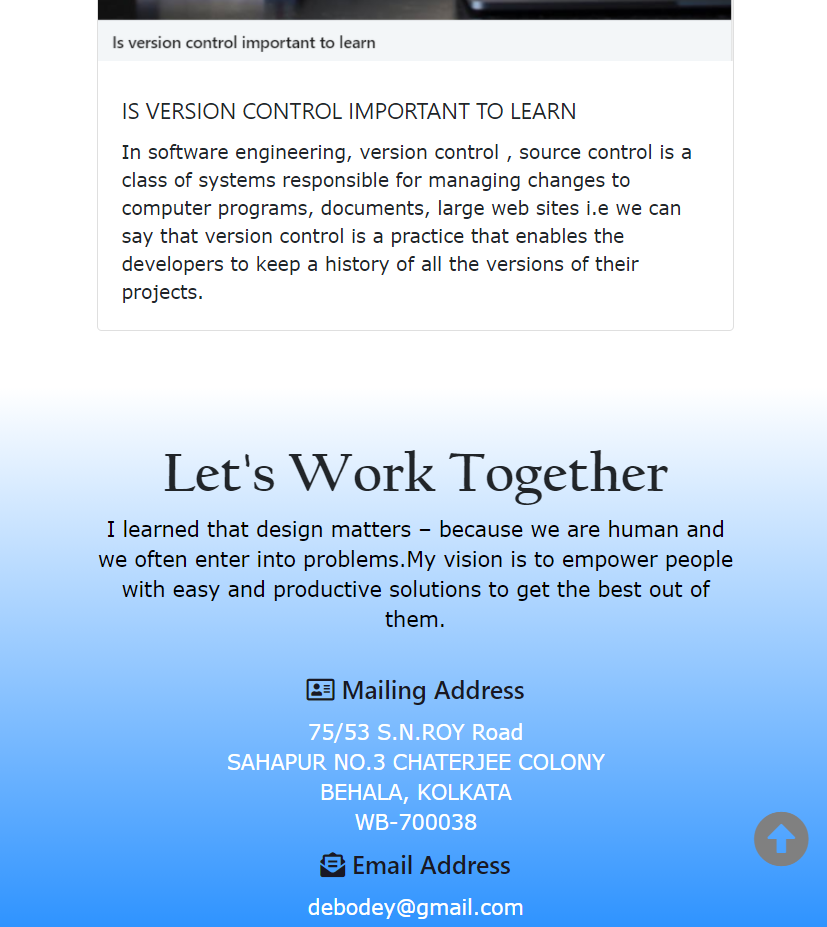 Is version control important to learn
IS VERSION CONTROL IMPORTANT TO LEARN
In software engineering, version control , source control is a
class of systems responsible for managing changes to
computer programs, documents, large web sites i.e we can
say that version control is a practice that enables the
developers to keep a history of all the versions of their
projects.
Let's Work Together
I learned that design matters – because we are human and
we often enter into problems.My vision is to empower people
with easy and productive solutions to get the best out of
them.
Mailing Address
75/53 S.N.ROY Road
SAHAPUR NO.3 CHATERJEE COLONY
BEHALA, KOLKATA
WB-700038
Email Address
debodey@gmail.com